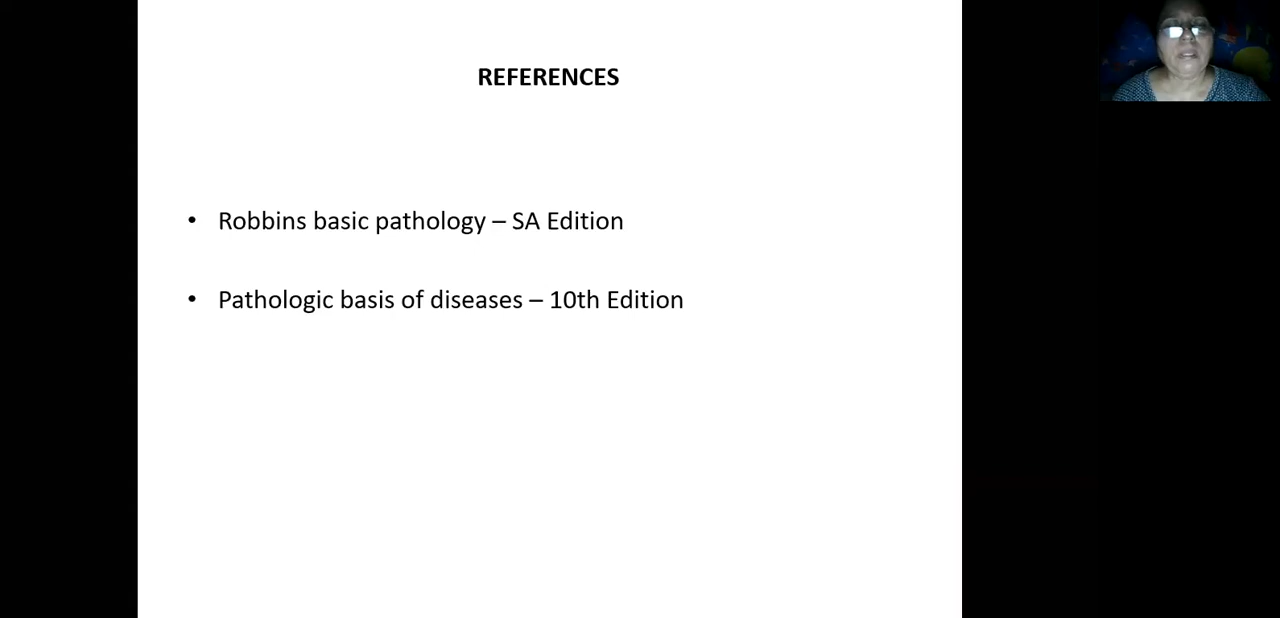 REFERENCES
• Robbins basic pathology – SA Edition
• Pathologic basis of diseases – 10th Edition